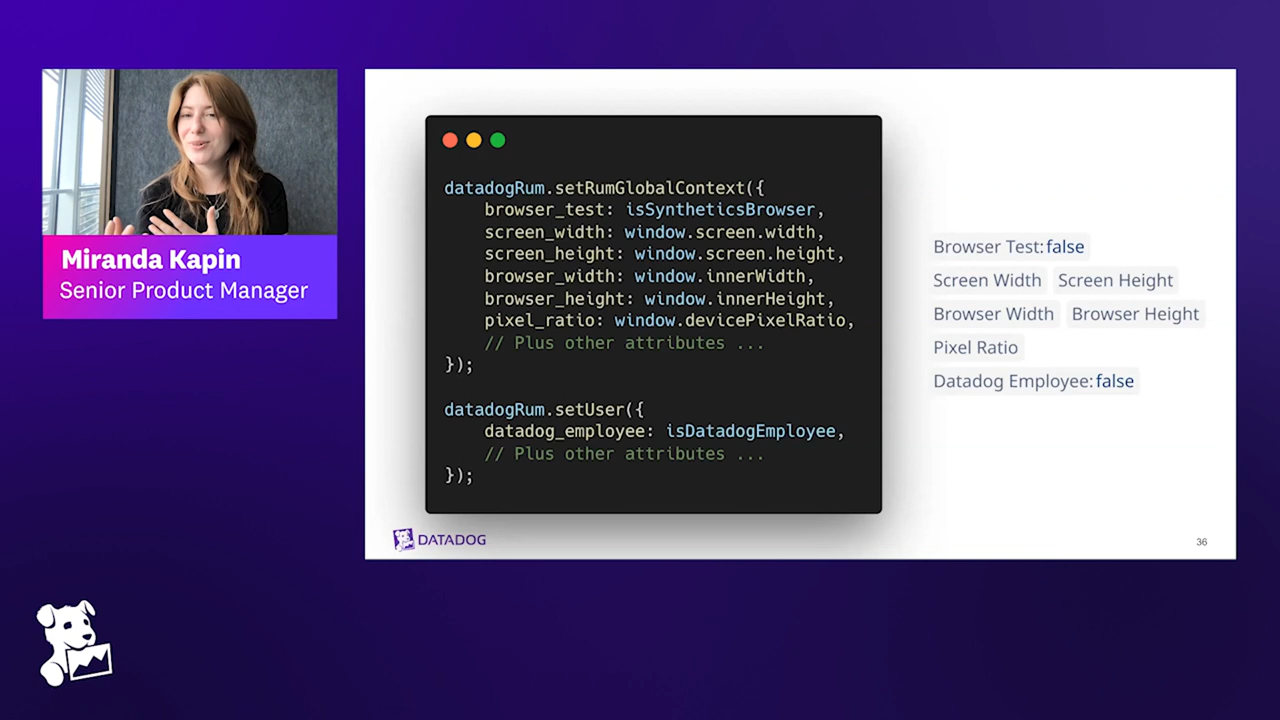 Miranda Kapin
Senior Product Manager
datadogRum.setRumGlobalContext({
    browser_test: isSyntheticsBrowser,
    screen_width: window.screen.width,
    screen_height: window.screen.height,
    browser_width: window.innerWidth,
    browser_height: window.innerHeight,
    pixel_ratio: window.devicePixelRatio,
    // Plus other attributes ...
});
datadogRum.setUser({
    datadog_employee: isDatadogEmployee,
    // Plus other attributes ...
});
Browser Test:false
Screen Width Screen Height
Browser Width Browser Height
Pixel Ratio
Datadog Employee:false
DATADOG
36